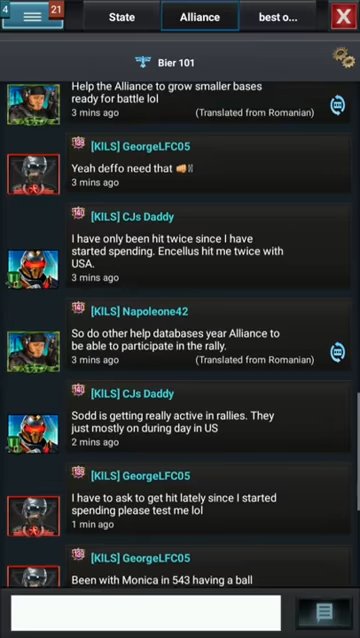 4
21
State
Alliance
best o...
X
Bier 101
Help the Alliance to grow smaller bases
ready for battle lol
3 mins ago
(Translated from Romanian)
[KILS] GeorgeLFC05
Yeah deffo need that
3 mins ago
140
[KILS] CJs Daddy
I have only been hit twice since I have
started spending. Encellus hit me twice with
USA.
3 mins ago
140
[KILS] Napoleone42
So do other help databases year Alliance to
be able to participate in the rally.
3 mins ago
(Translated from Romanian)
140
[KILS] CJs Daddy
Sodd is getting really active in rallies. They
just mostly on during day in US
2 mins ago
[KILS] GeorgeLFC05
I have to ask to get hit lately since I started
spending please test me lol
1 min ago
[KILS] GeorgeLFC05
Been with Monica in 543 having a ball